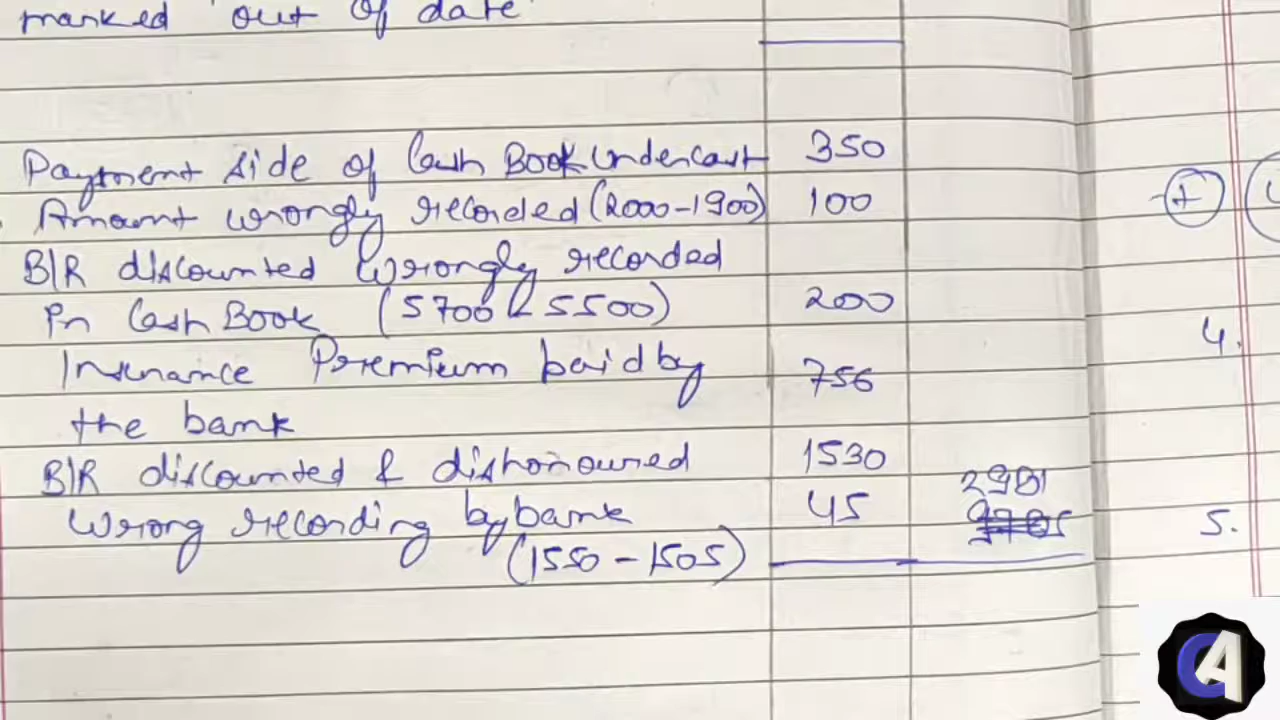 marked "out of date
Payment side of Cash Book Undercast 350
Amount wrongly recorded (2000-1900) 100
B/R discounted wrongly recorded
in Cash Book (5700 - 5500) 200
Insurance Premium paid by 756
the bank
B/R discounted & dishonoured 1530
2981
Wrong recording by bank 45
(1550 - 1505)
+
4.
5.
CA